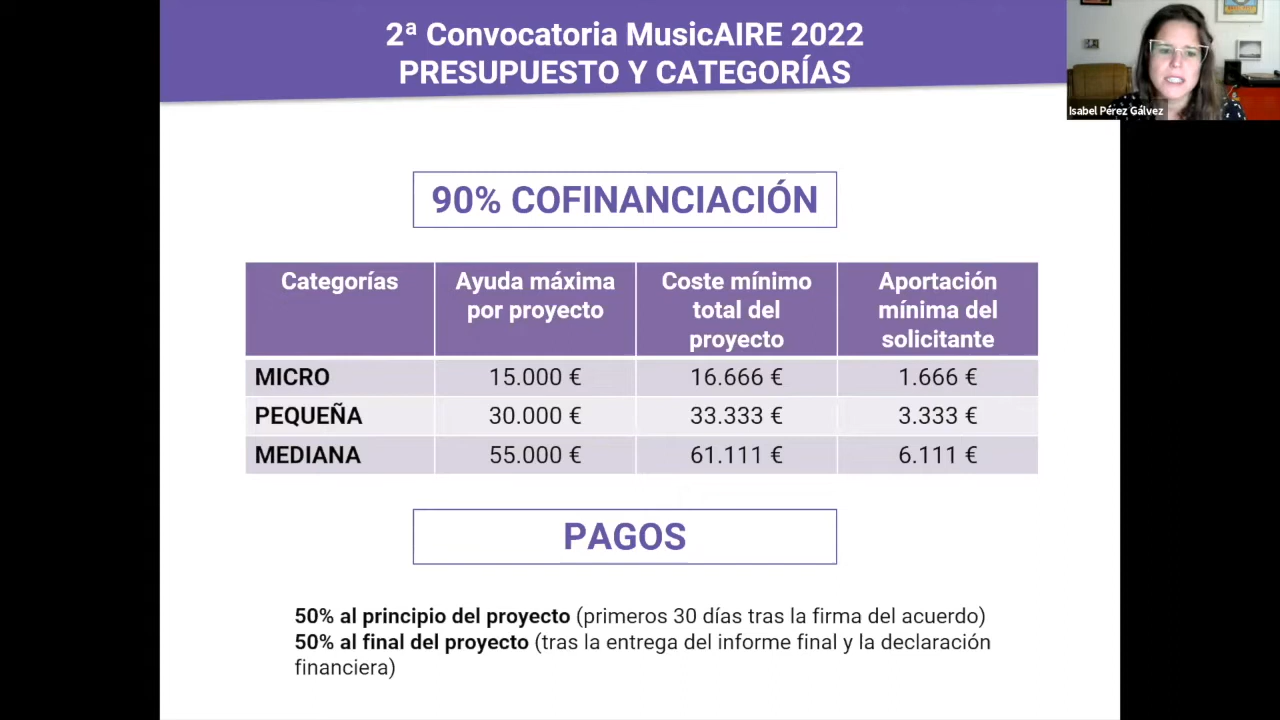 2ª Convocatoria MusicAIRE 2022
PRESUPUESTO Y CATEGORÍAS
Isabel Pérez Gálvez
90% COFINANCIACIÓN
Categorías Ayuda máxima por proyecto Coste mínimo total del proyecto Aportación mínima del solicitante
MICRO 15.000 € 16.666 € 1.666 €
PEQUEÑA 30.000 € 33.333 € 3.333 €
MEDIANA 55.000 € 61.111 € 6.111 €
PAGOS
50% al principio del proyecto (primeros 30 días tras la firma del acuerdo)
50% al final del proyecto (tras la entrega del informe final y la declaración
financiera)